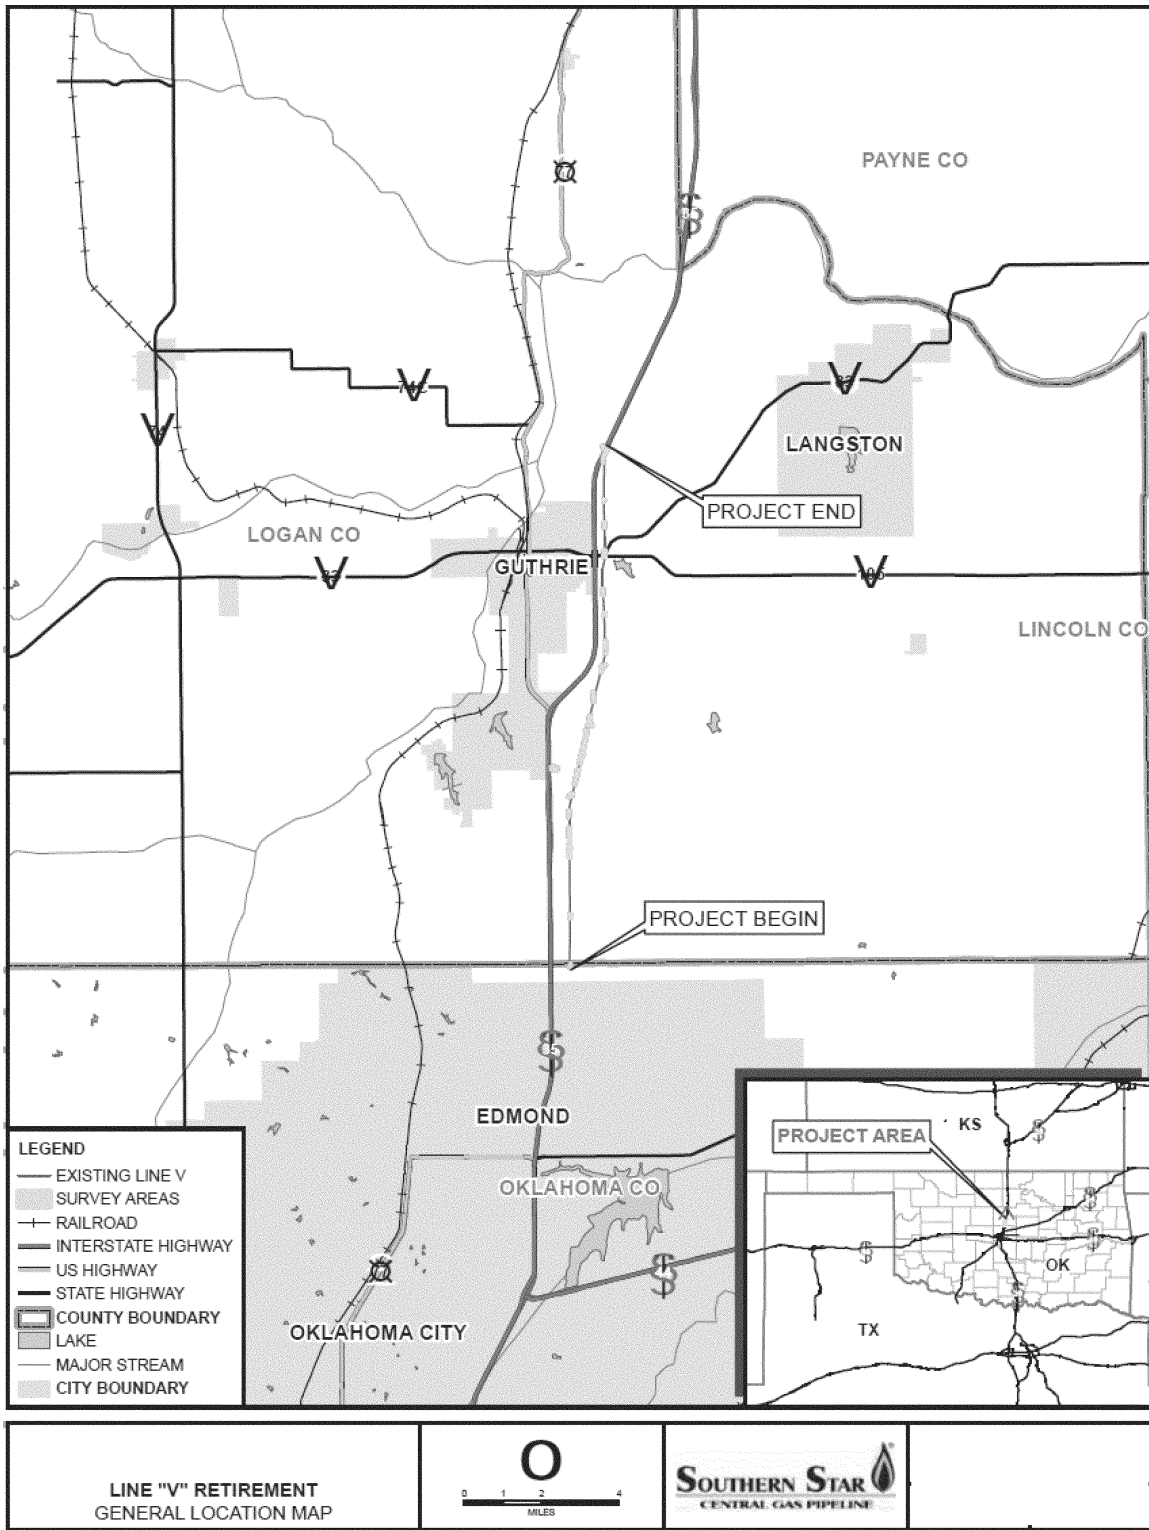 PAYNE CO
LANGSTON
PROJECT END
LOGAN CO
GUTHRIE
LINCOLN CO
PROJECT BEGIN
EDMOND
OKLAHOMA CO
OKLAHOMA CITY
LEGEND
EXISTING LINE V
SURVEY AREAS
RAILROAD
INTERSTATE HIGHWAY
US HIGHWAY
STATE HIGHWAY
COUNTY BOUNDARY
LAKE
MAJOR STREAM
CITY BOUNDARY
KS
PROJECT AREA
OK
TX
LINE "V" RETIREMENT
GENERAL LOCATION MAP
O
0 1 2 4
MILES
SOUTHERN STAR
CENTRAL GAS PIPELINE